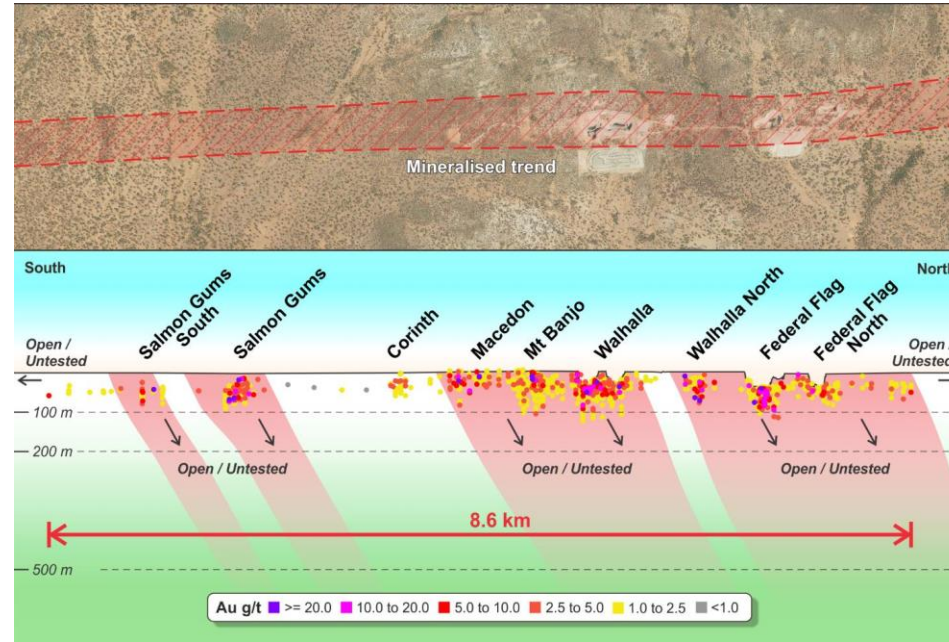 Mineralised trend
South
North
Salmon Gums
South
Salmon Gums
Corinth
Macedon
Mt Banjo
Walhalla
Walhalla North
Federal Flag
Federal Flag
North
Open /
Untested
Open /
Untested
100 m
200 m
Open / Untested
Open / Untested
Open / Untested
8.6 km
500 m
Au g/t >= 20.0 10.0 to 20.0 5.0 to 10.0 2.5 to 5.0 1.0 to 2.5 <1.0